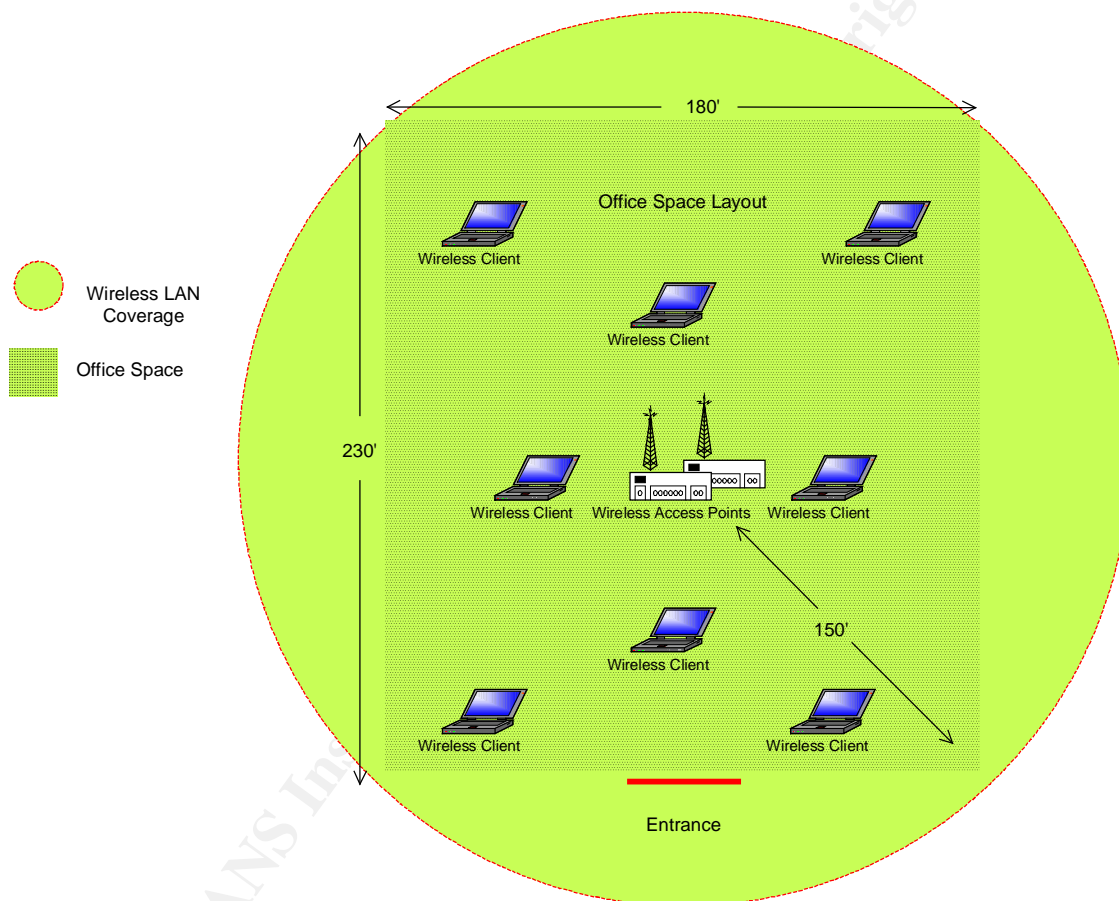 180'
Office Space Layout
Wireless Client
Wireless Client
Wireless LAN
Coverage
Wireless Client
Office Space
230'
Wireless Client
Wireless Access Points
Wireless Client
150'
Wireless Client
Wireless Client
Wireless Client
Entrance